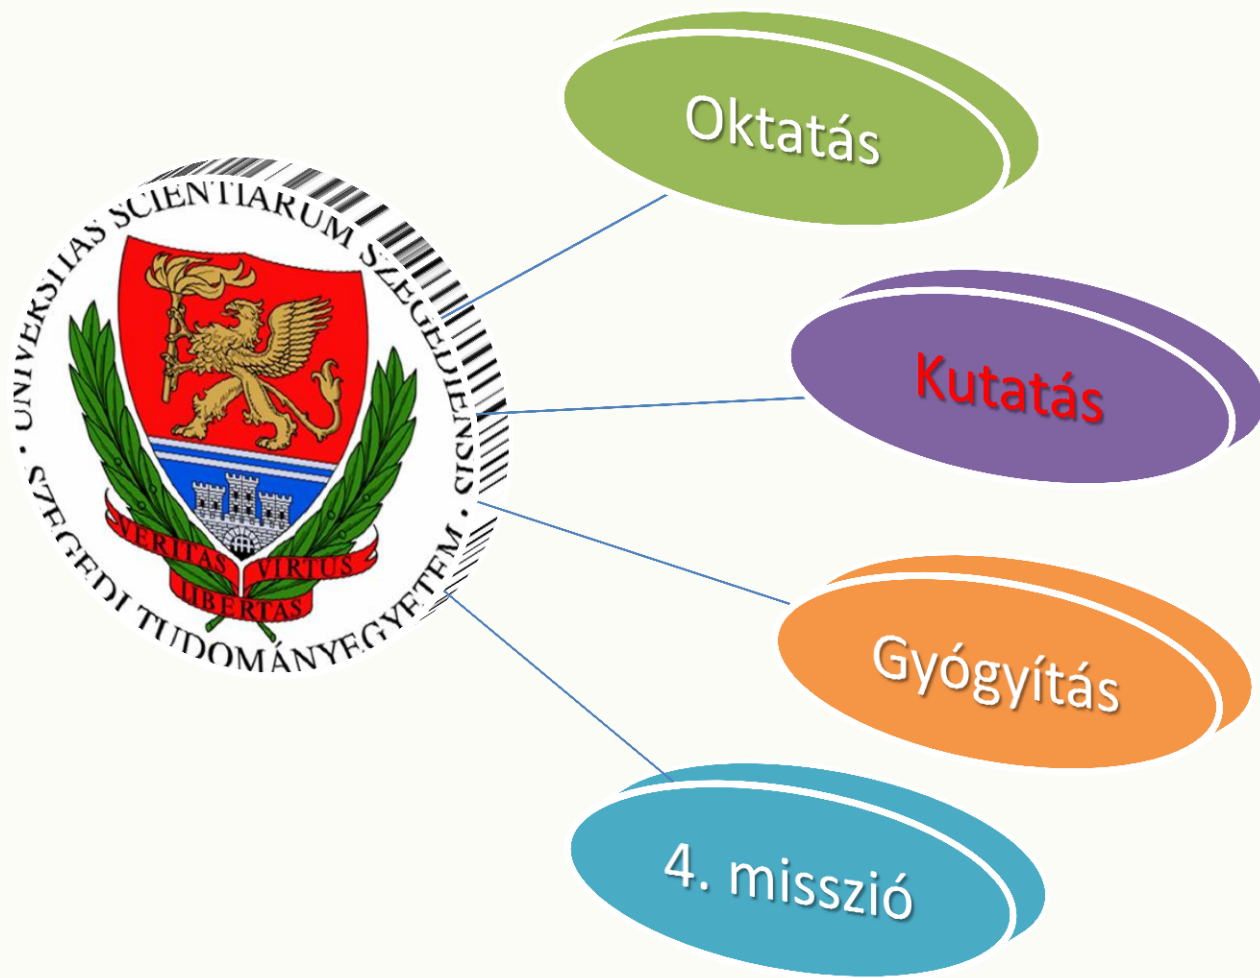 UNIVERSITAS SCIENTIARUM SZEGEDIENSIS
SZEGEDI TUDOMÁNYEGYETEM
VERITAS VIRTUS
LIBERTAS
Oktatás
Kutatás
Gyógyítás
4. misszió